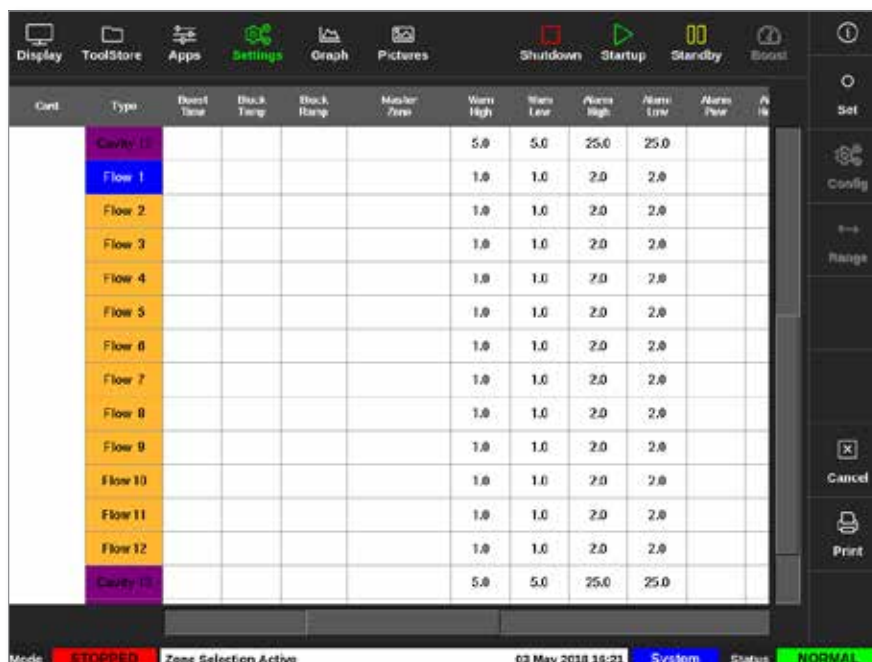 Display ToolStore Apps Settings Graph Pictures Shutdown Startup Standby Boost
Set
Config
Range
Cancel
Print
Card Type Boost Time Block Temp Block Ramp Master Zone Warn High Warn Low Alarm High Alarm Low Alarm Powr
Cavity 5.0 5.0 25.0 25.0
Flow 1 1.0 1.0 2.0 2.0
Flow 2 1.0 1.0 2.0 2.0
Flow 3 1.0 1.0 2.0 2.0
Flow 4 1.0 1.0 2.0 2.0
Flow 5 1.0 1.0 2.0 2.0
Flow 6 1.0 1.0 2.0 2.0
Flow 7 1.0 1.0 2.0 2.0
Flow 8 1.0 1.0 2.0 2.0
Flow 9 1.0 1.0 2.0 2.0
Flow 10 1.0 1.0 2.0 2.0
Flow 11 1.0 1.0 2.0 2.0
Flow 12 1.0 1.0 2.0 2.0
Cavity 5.0 5.0 25.0 25.0
Mode STOPPED Zone Selection Active 03 May 2018 16:21 System Status NORMAL